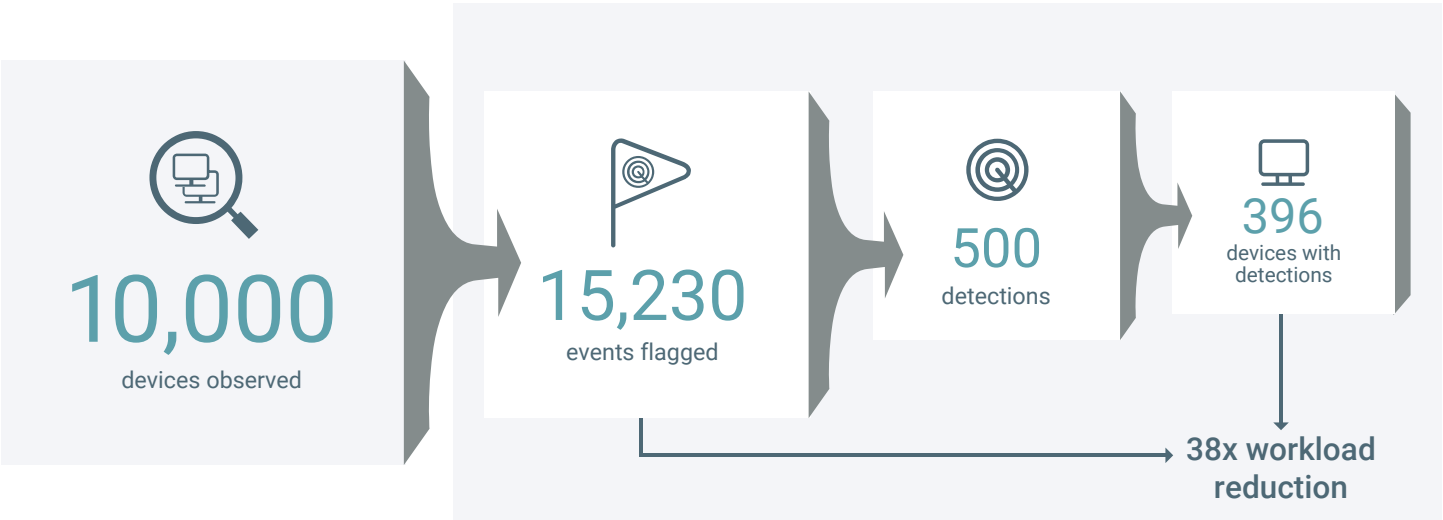 10,000
devices observed
15,230
events flagged
500
detections
396
devices with
detections
38x workload
reduction